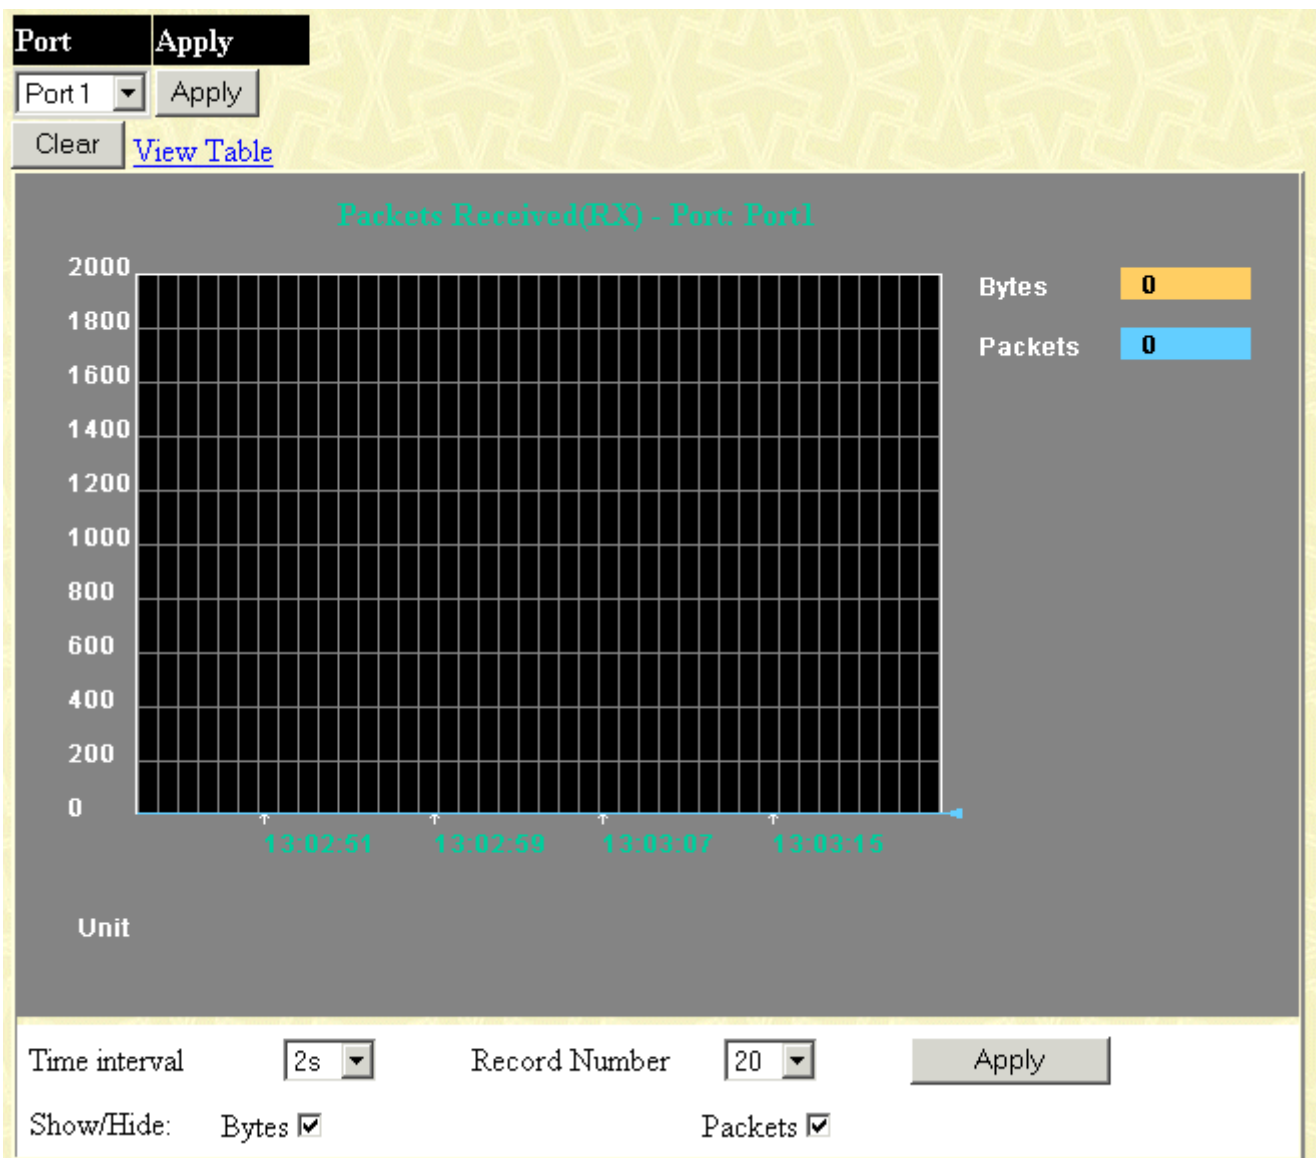 Port Apply
Port 1 Apply
Clear View Table
Packets Received(RX) - Port: Port1
2000
1800
1600
1400
1200
1000
800
600
400
200
0
13:02:51 13:02:59 13:03:07 13:03:15
Unit
Bytes 0
Packets 0
Time interval 2s Record Number 20 Apply
Show/Hide: Bytes Packets